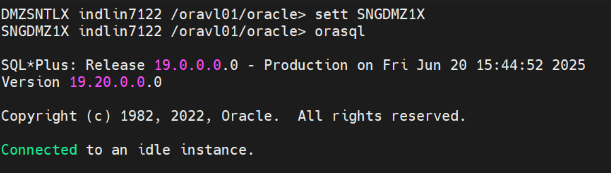 DMZSNTLX indlin7122 /oravl01/oracle> sett SNGDMZ1X
SNGDMZ1X indlin7122 /oravl01/oracle> orasql
SQL*Plus: Release 19.0.0.0.0 - Production on Fri Jun 20 15:44:52 2025
Version 19.20.0.0.0
Copyright (c) 1982, 2022, Oracle.  All rights reserved.
Connected to an idle instance.